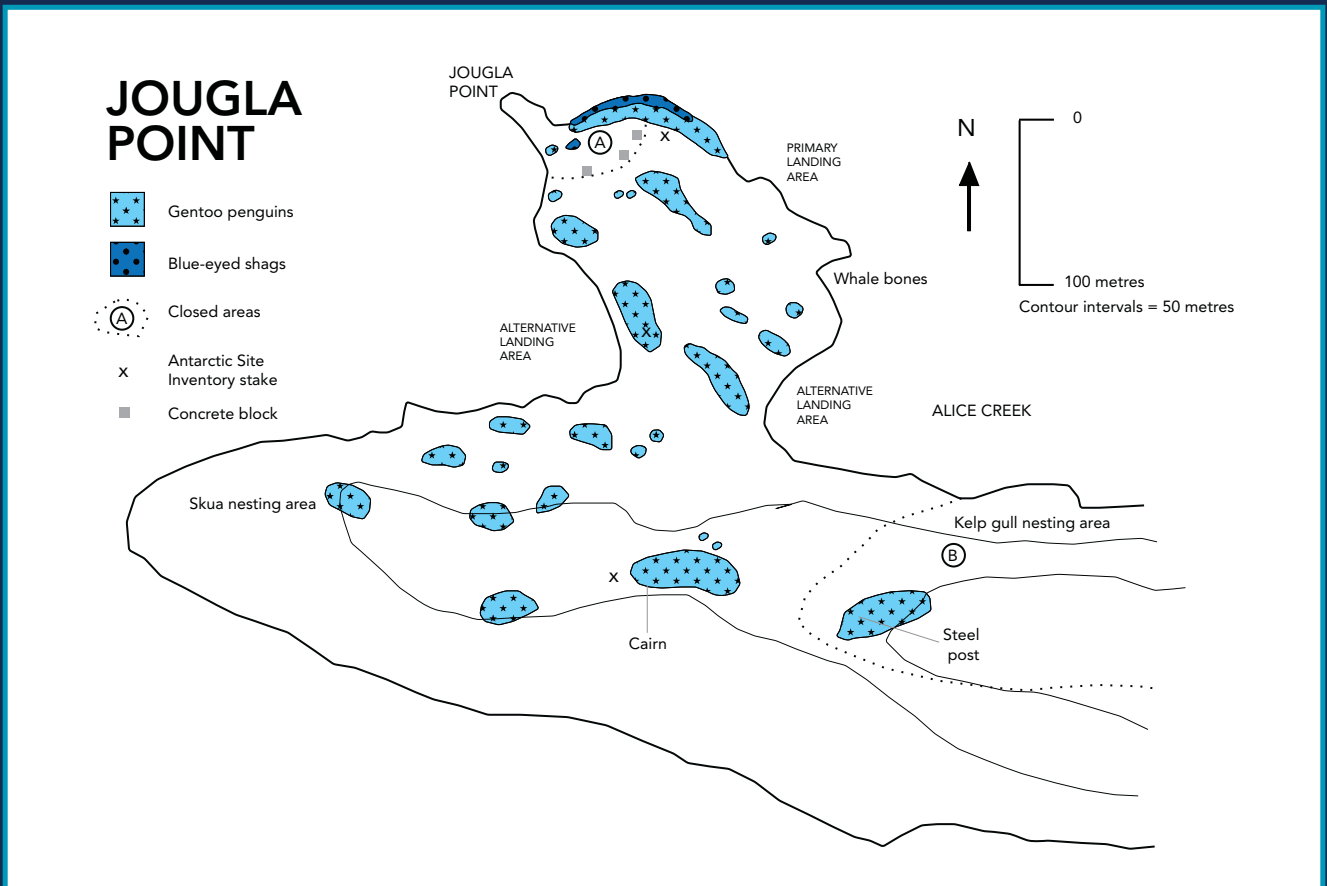 JOUGLA
POINT
Gentoo penguins
Blue-eyed shags
A
Closed areas
x
Antarctic Site
Inventory stake
Concrete block
JOUGLA
POINT
A
x
PRIMARY
LANDING
AREA
N
0
100 metres
Contour intervals = 50 metres
Whale bones
x
ALTERNATIVE
LANDING
AREA
ALTERNATIVE
LANDING
AREA
ALICE CREEK
Skua nesting area
Kelp gull nesting area
B
x
Cairn
Steel
post